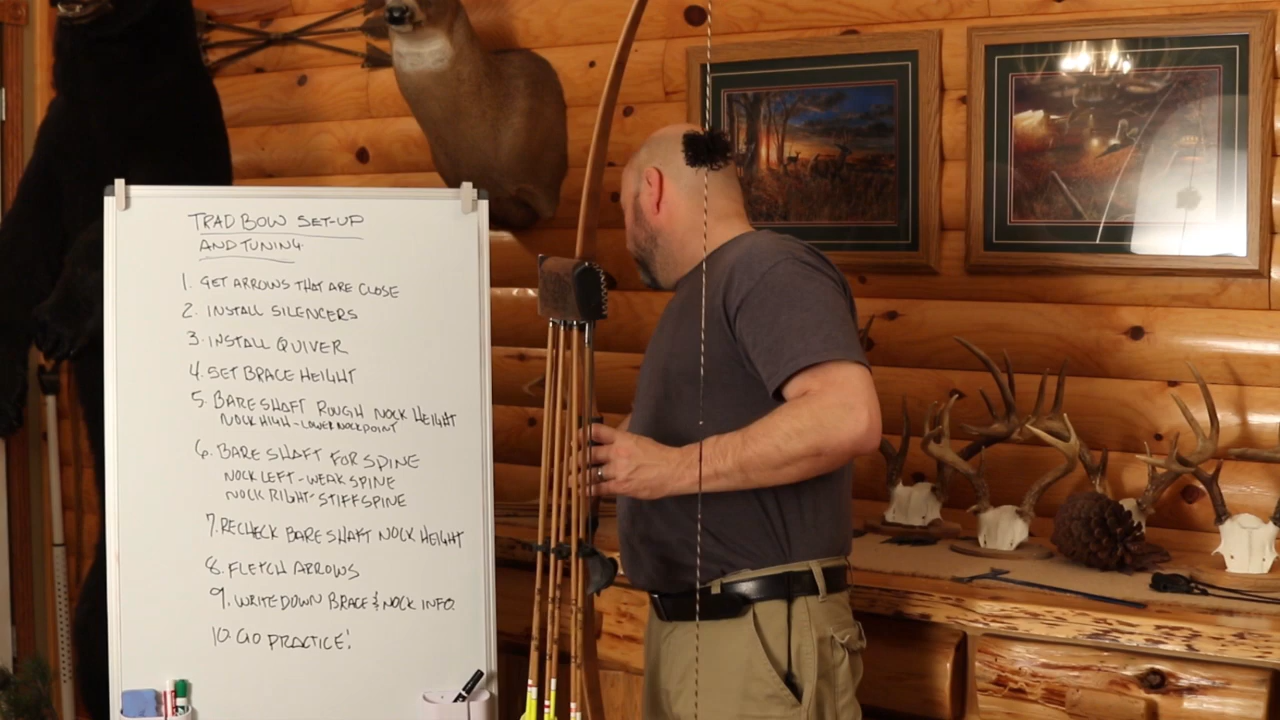 TRAD BOW SET-UP
AND TUNING
1. GET ARROWS THAT ARE CLOSE
2. INSTALL SILENCERS
3. INSTALL QUIVER
4. SET BRACE HEIGHT
5. BARE SHAFT ROUGH NOCK HEIGHT
NOCK HIGH - LOWER NOCK POINT
6. BARE SHAFT FOR SPINE
NOCK LEFT - WEAK SPINE
NOCK RIGHT - STIFF SPINE
7. RECHECK BARE SHAFT NOCK HEIGHT
8. FLETCH ARROWS
9. WRITE DOWN BRACE & NOCK INFO.
10. GO PRACTICE!